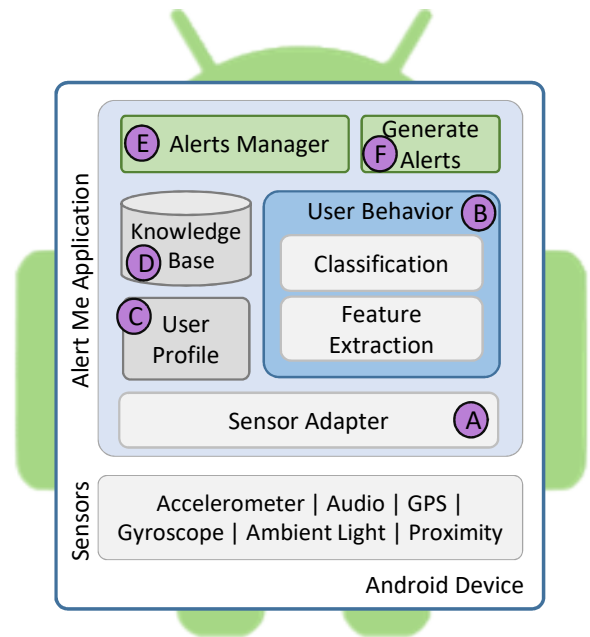 E Alerts Manager
Generate
F Alerts
Knowledge
D Base
User Behavior B
Classification
Feature
Extraction
C User
Profile
Sensor Adapter A
Alert Me Application
Sensors
Accelerometer | Audio | GPS |
Gyroscope | Ambient Light | Proximity
Android Device